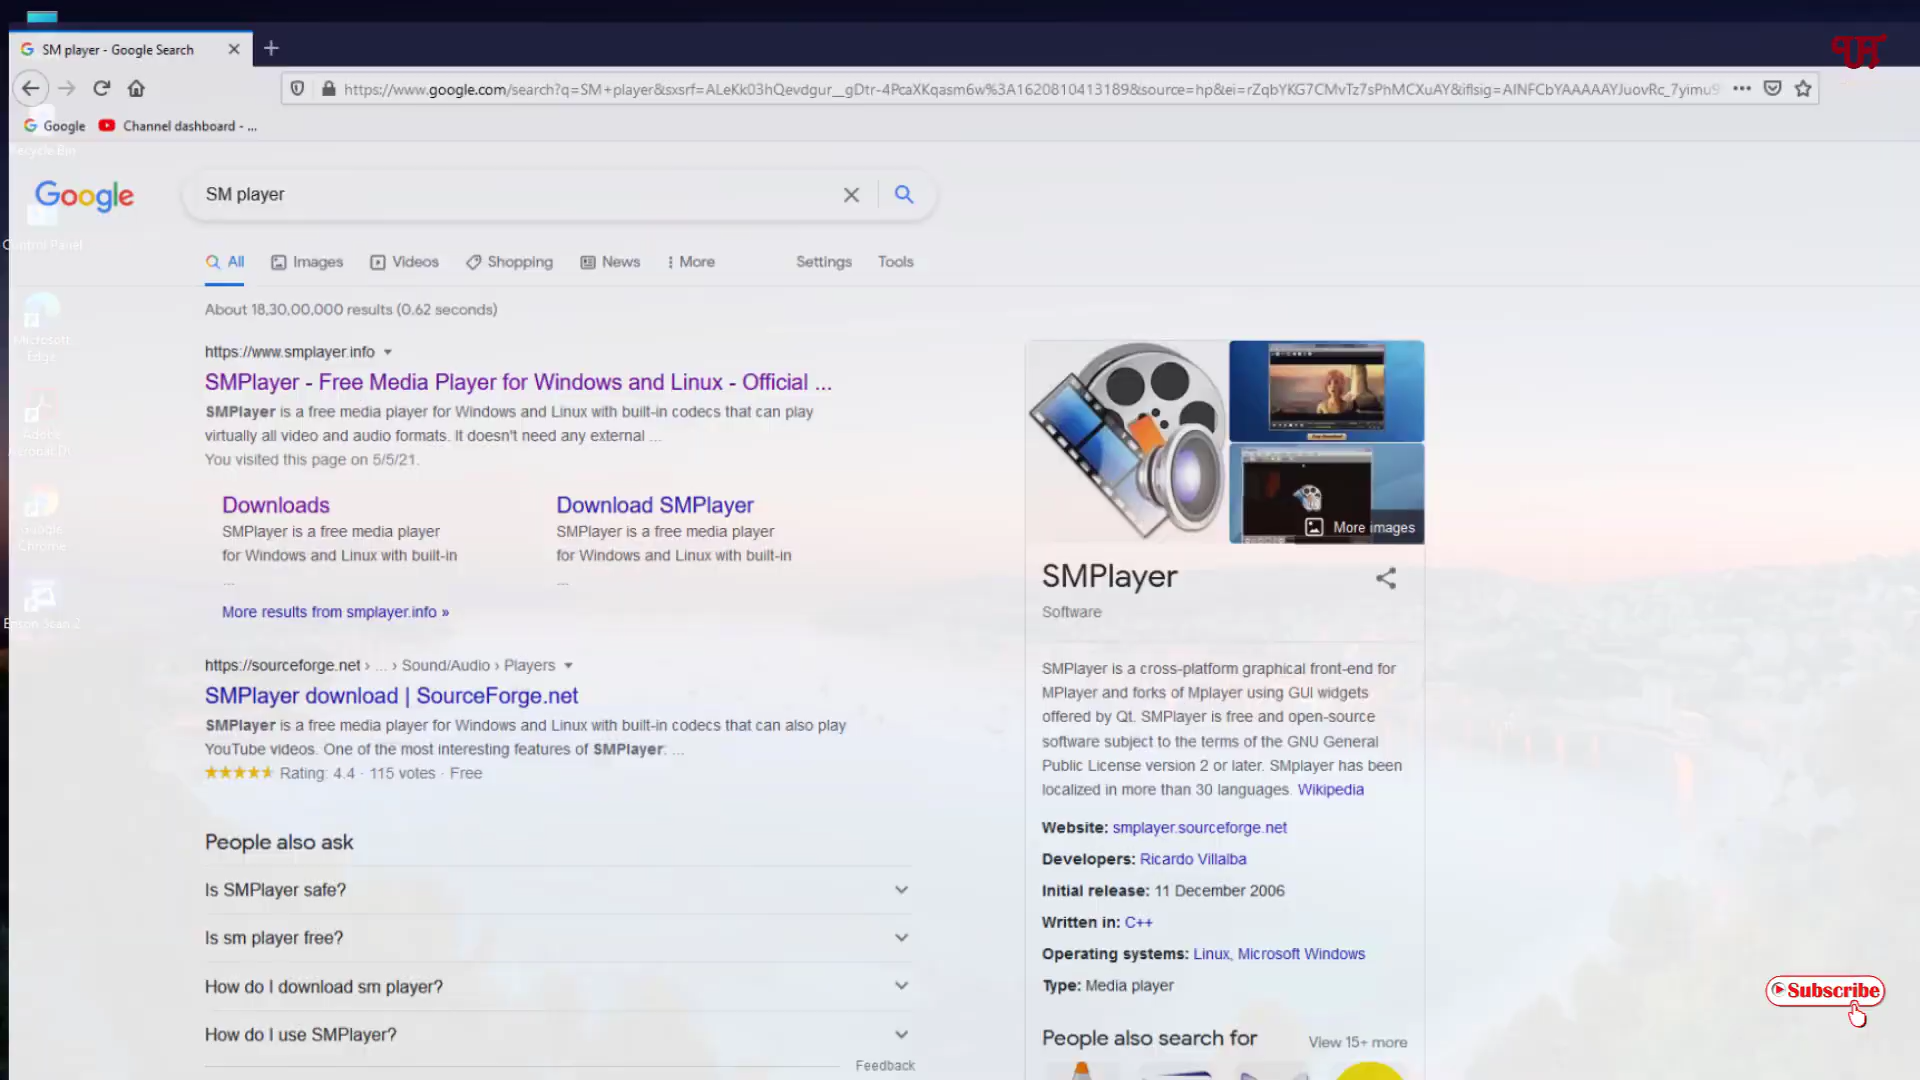 SM player - Google Search
https://www.google.com/search?q=SM+player&sxsrf=ALeKk03hQevdgur__gDtr-4PcaXKqasm6w%3A1620810413189&source=hp&ei=rZqbYKG7CMvTz7sPhMCXuAY&iflsig=AINFCbYAAAAAYJuovRc_7yimu9
Google
Channel dashboard - ...
Recycle Bin
Google
SM player
Control Panel
All
Images
Videos
Shopping
News
More
Settings
Tools
About 18,30,00,000 results (0.62 seconds)
Microsoft
Edge
https://www.smplayer.info
SMPlayer - Free Media Player for Windows and Linux - Official ...
SMPlayer is a free media player for Windows and Linux with built-in codecs that can play
virtually all video and audio formats. It doesn't need any external ...
You visited this page on 5/5/21.
Adobe
Acrobat DC
Downloads
SMPlayer is a free media player
for Windows and Linux with built-in
...
Download SMPlayer
SMPlayer is a free media player
for Windows and Linux with built-in
...
Google
Chrome
More results from smplayer.info »
Epson Scan 2
https://sourceforge.net › ... › Sound/Audio › Players
SMPlayer download | SourceForge.net
SMPlayer is a free media player for Windows and Linux with built-in codecs that can also play
YouTube videos. One of the most interesting features of SMPlayer: ...
Rating: 4.4 · 115 votes · Free
People also ask
Is SMPlayer safe?
Is sm player free?
How do I download sm player?
How do I use SMPlayer?
Feedback
More images
SMPlayer
Software
SMPlayer is a cross-platform graphical front-end for
MPlayer and forks of Mplayer using GUI widgets
offered by Qt. SMPlayer is free and open-source
software subject to the terms of the GNU General
Public License version 2 or later. SMplayer has been
localized in more than 30 languages. Wikipedia
Website: smplayer.sourceforge.net
Developers: Ricardo Villalba
Initial release: 11 December 2006
Written in: C++
Operating systems: Linux, Microsoft Windows
Type: Media player
People also search for
View 15+ more
Subscribe